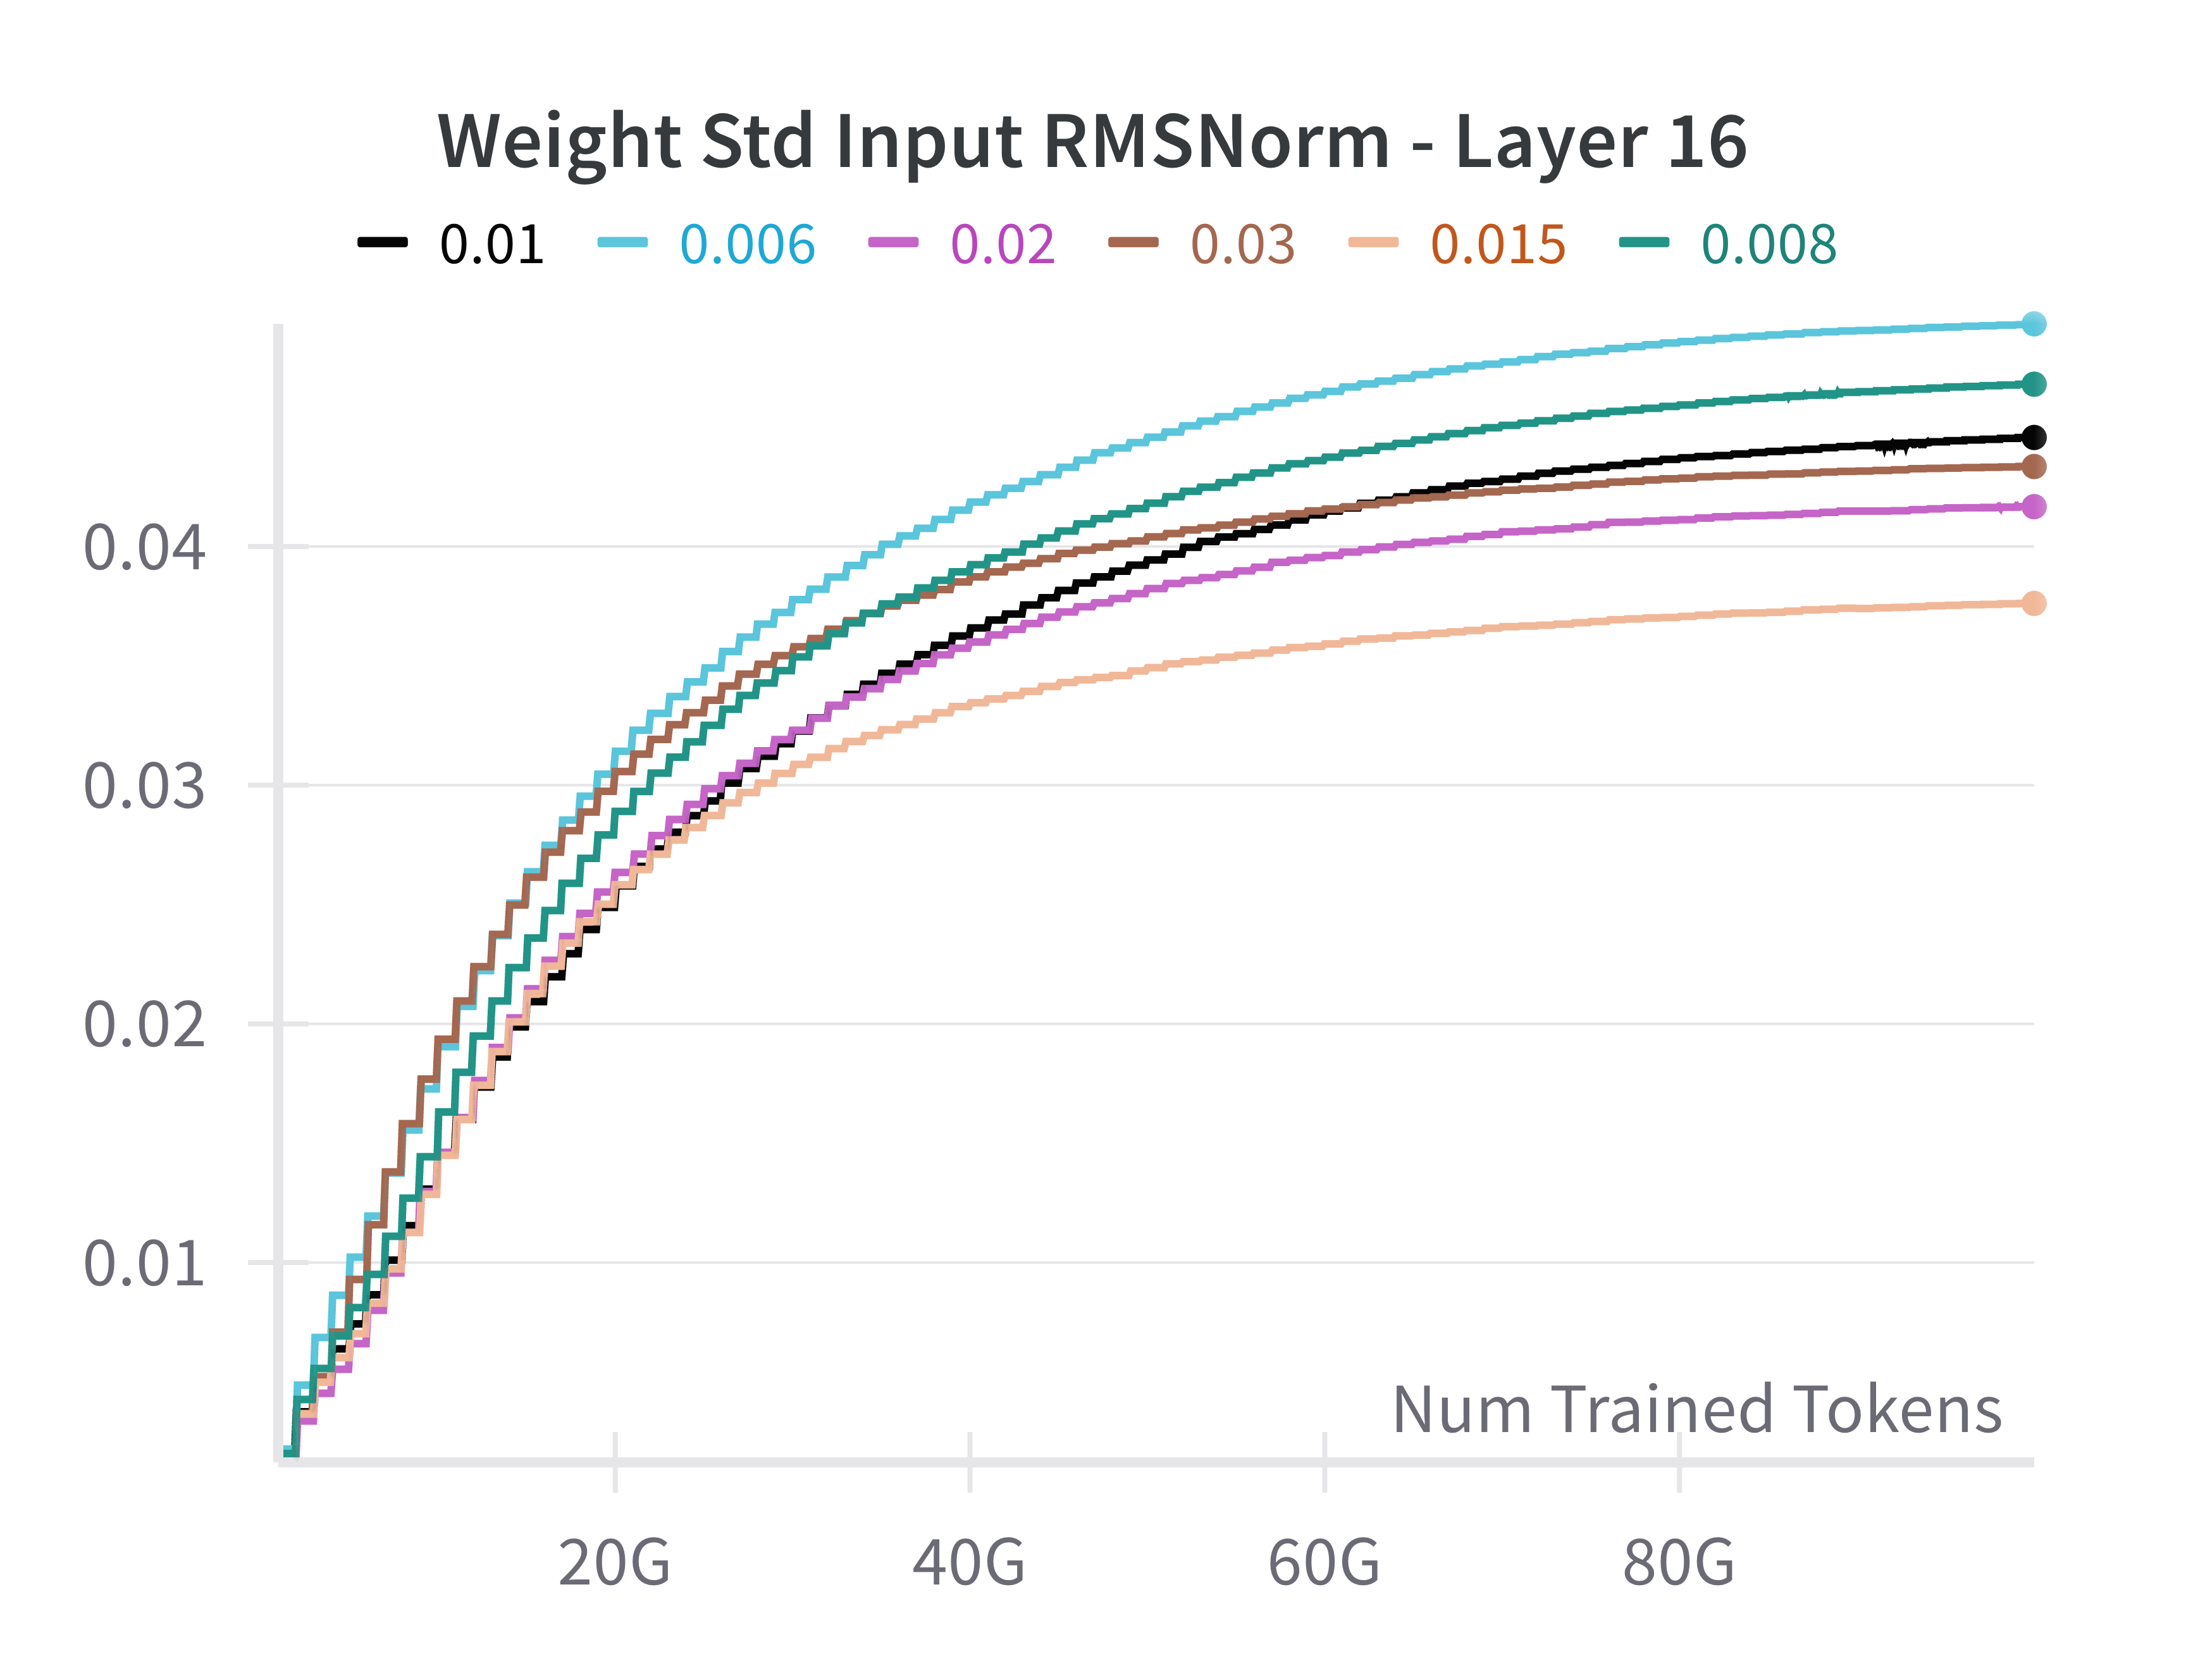 Weight Std Input RMSNorm - Layer 16
0.01 0.006 0.02 0.03 0.015 0.008
0.04
0.03
0.02
0.01
Num Trained Tokens
20G 40G 60G 80G